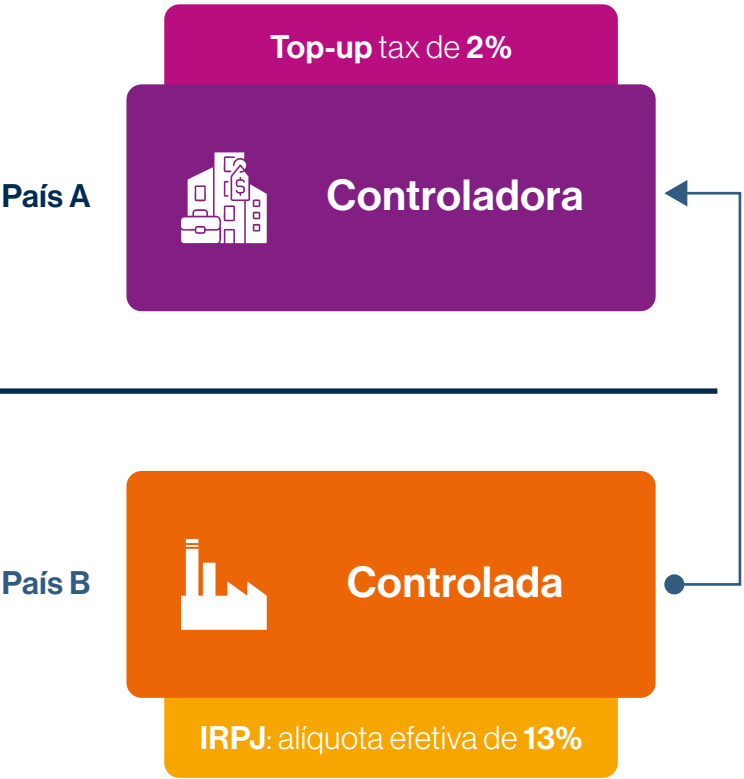 Top-up tax de 2%
País A
Controladora
$
País B
Controlada
IRPJ: alíquota efetiva de 13%